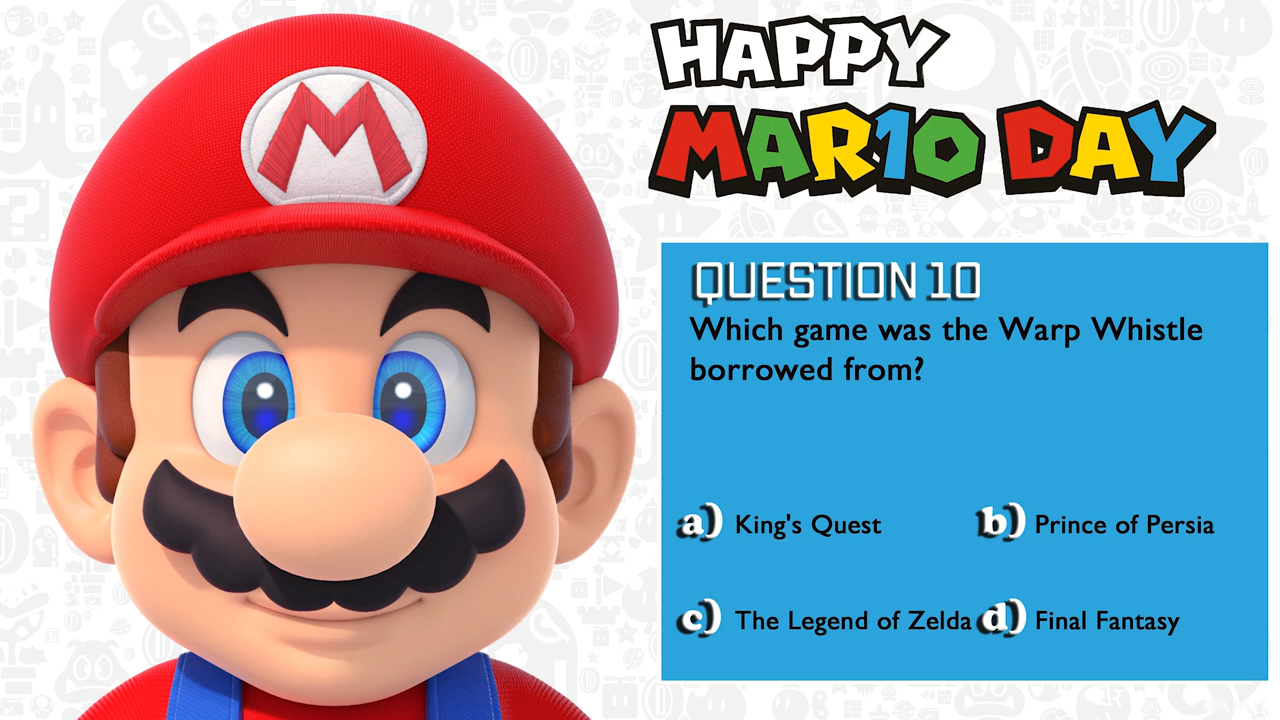 M
HAPPY
MAR10 DAY
QUESTION 10
Which game was the Warp Whistle
borrowed from?
a) King's Quest b) Prince of Persia
c) The Legend of Zelda d) Final Fantasy